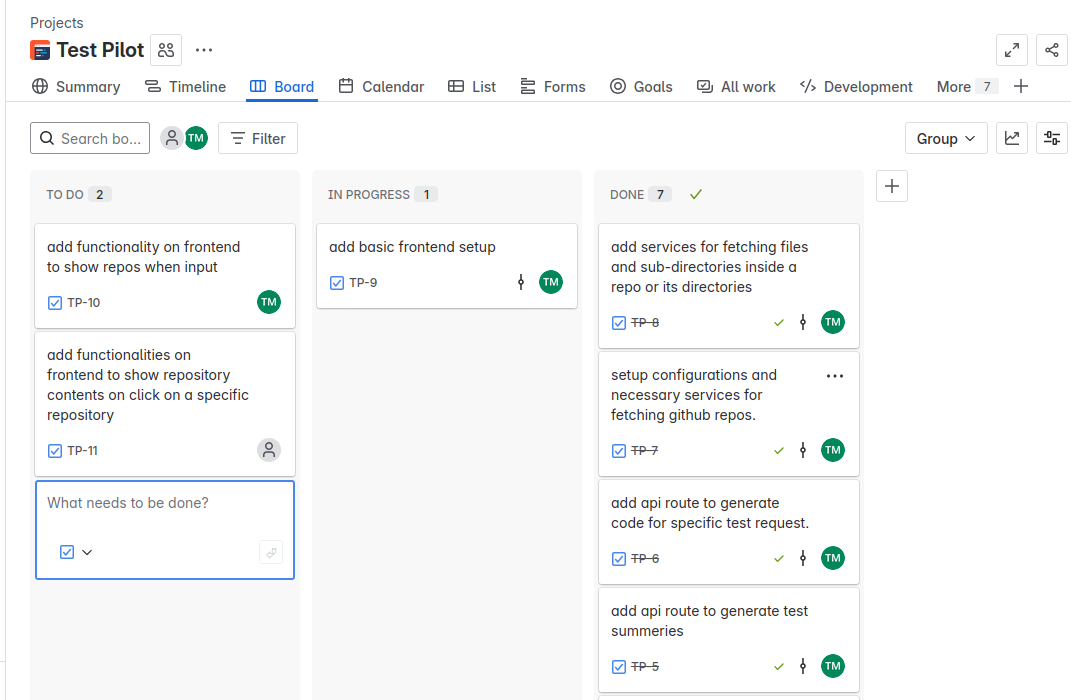 Projects
Test Pilot
Summary
Timeline
Board
Calendar
List
Forms
Goals
All work
Development
More 7
Search bo...
TM
Filter
Group
TO DO 2
add functionality on frontend
to show repos when input
TP-10
TM
add functionalities on
frontend to show repository
contents on click on a specific
repository
TP-11
What needs to be done?
IN PROGRESS 1
add basic frontend setup
TP-9
TM
DONE 7
add services for fetching files
and sub-directories inside a
repo or its directories
TP-8
TM
setup configurations and
necessary services for
fetching github repos.
TP-7
TM
add api route to generate
code for specific test request.
TP-6
TM
add api route to generate test
summeries
TP-5
TM